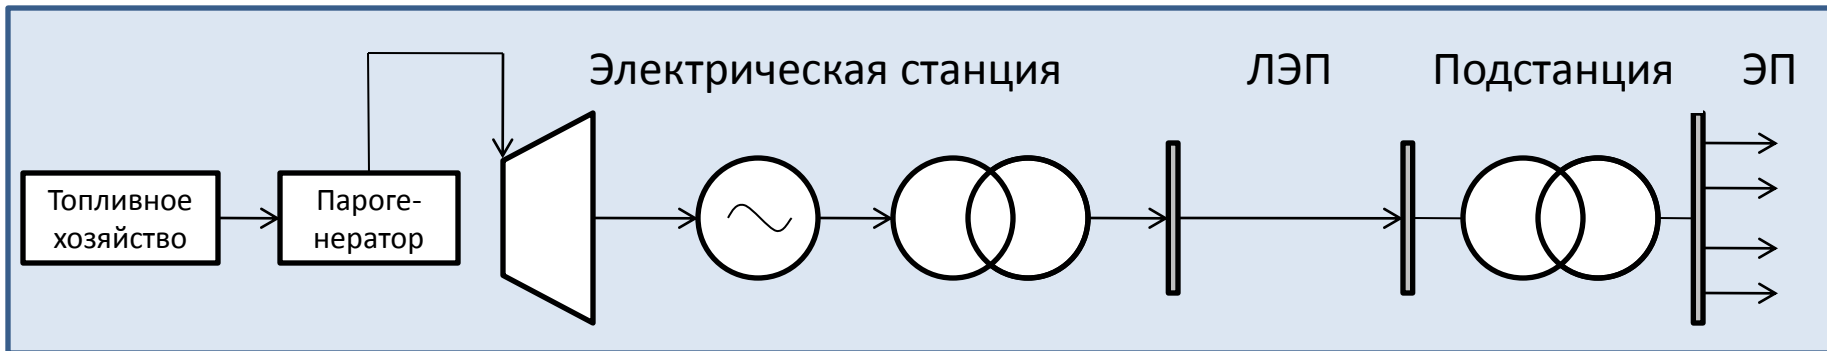 Электрическая станция
ЛЭП
Подстанция
ЭП
Топливное
хозяйство
Пароге-
нератор